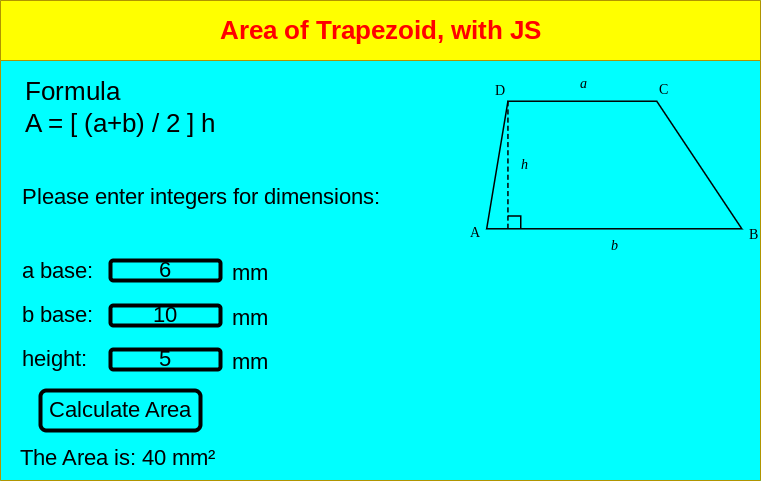 Area of Trapezoid, with JS
Formula
A = [ (a+b) / 2 ] h
D
a
C
h
A
B
b
Please enter integers for dimensions:
a base: 6 mm
b base: 10 mm
height: 5 mm
Calculate Area
The Area is: 40 mm²